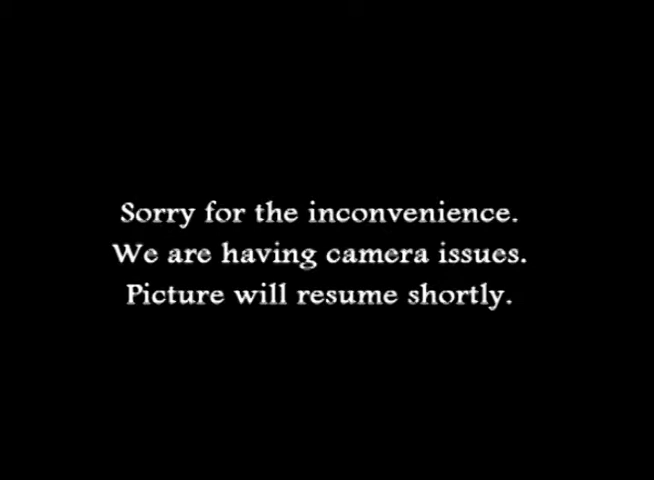 Sorry for the inconvenience.
We are having camera issues.
Picture will resume shortly.